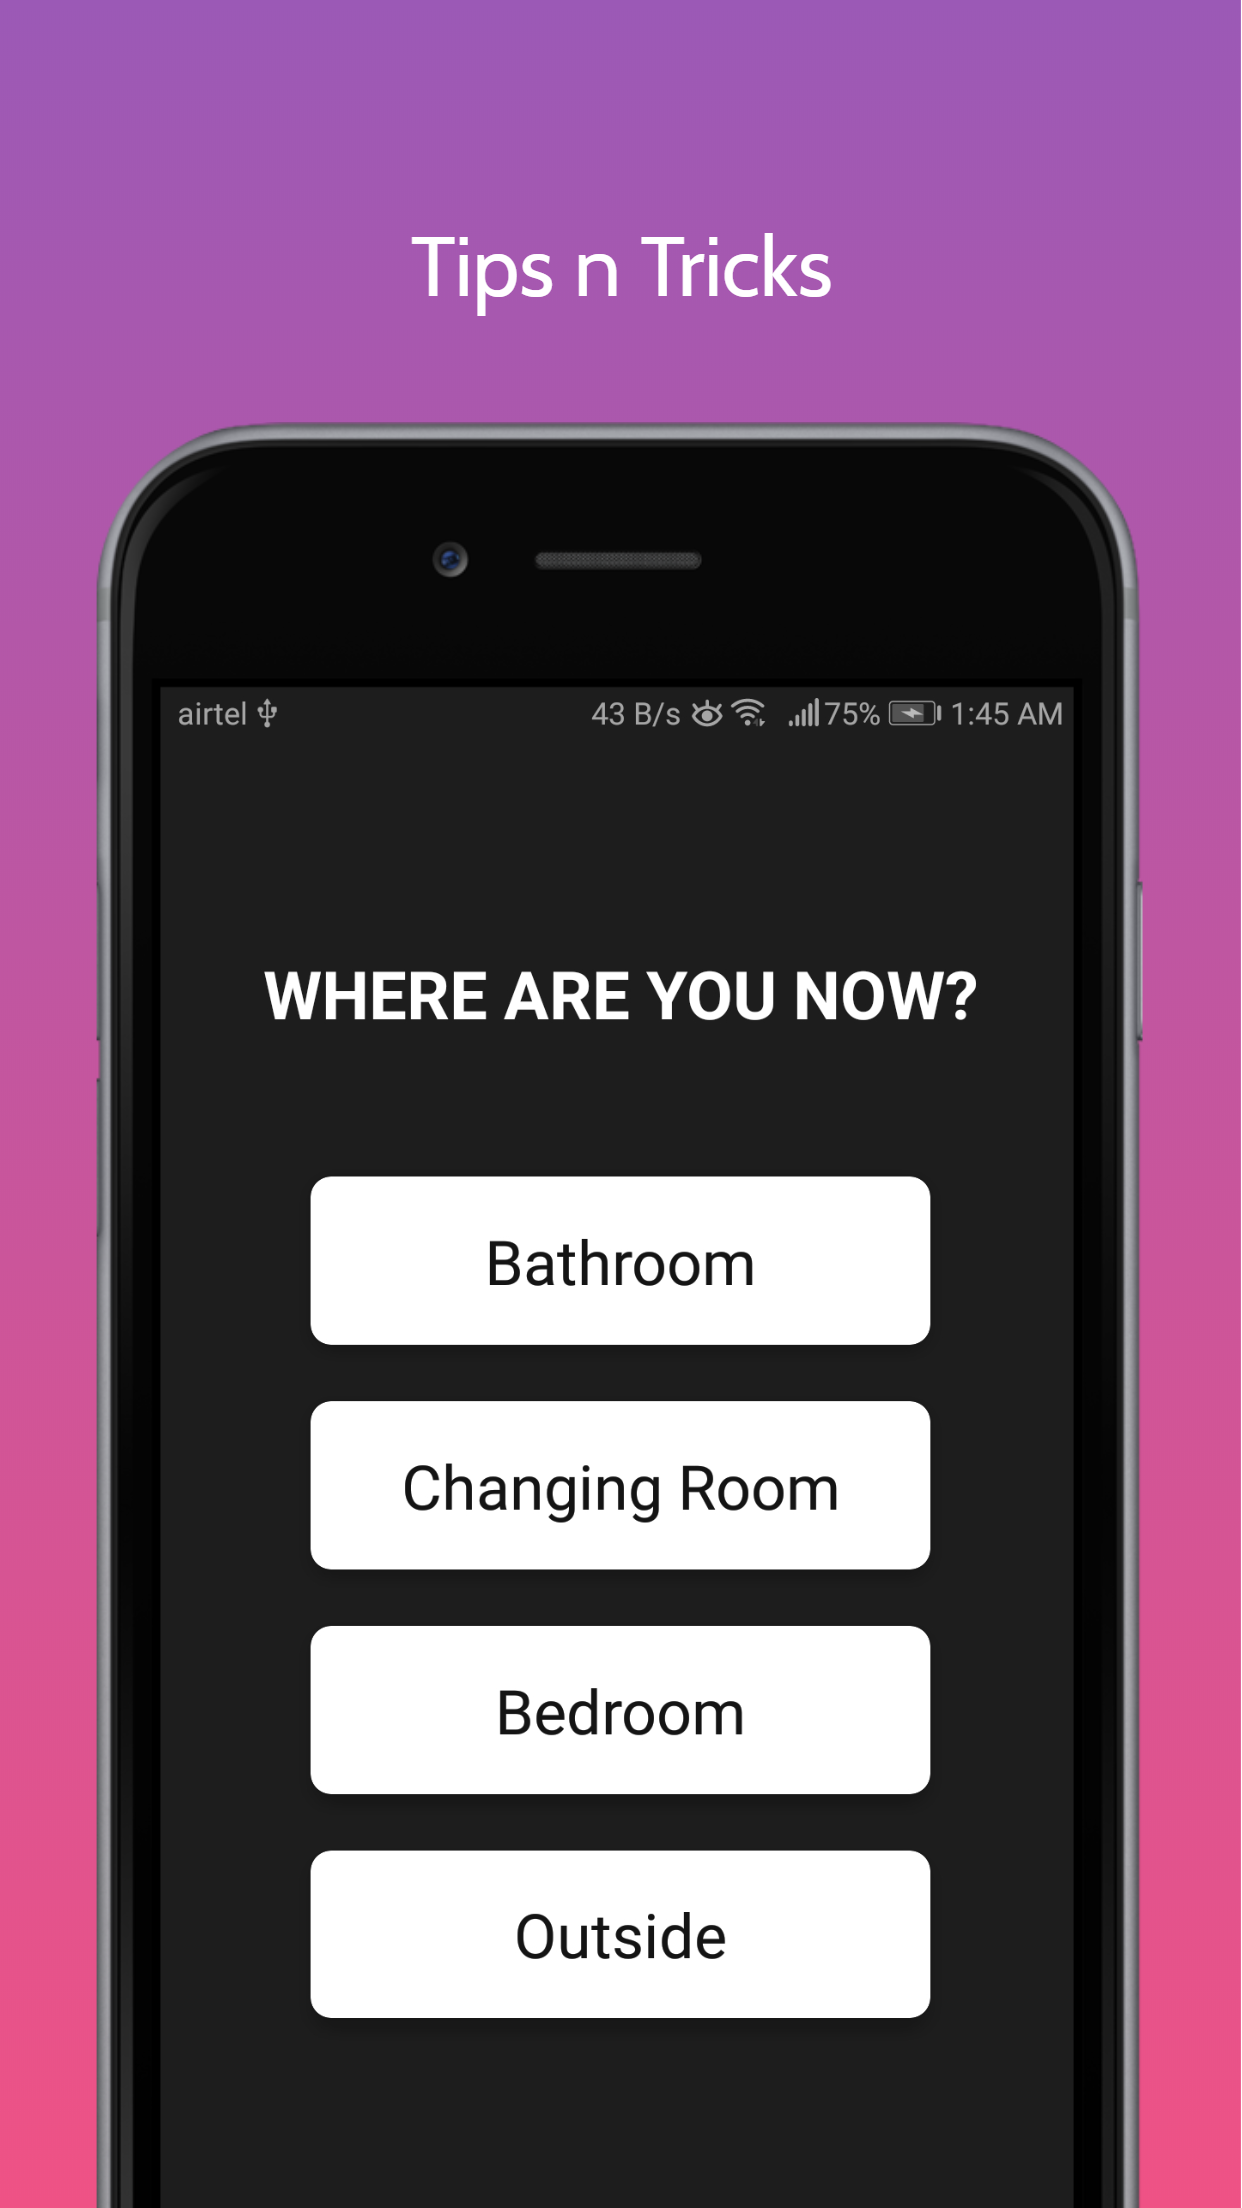 Tips n Tricks
airtel 43 B/s 75% 1:45 AM
WHERE ARE YOU NOW?
Bathroom
Changing Room
Bedroom
Outside